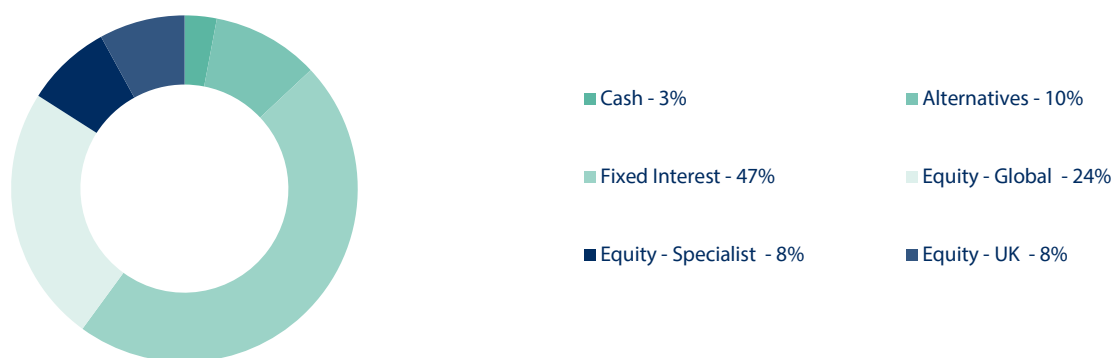 Cash - 3%
Alternatives - 10%
Fixed Interest - 47%
Equity - Global - 24%
Equity - Specialist - 8%
Equity - UK - 8%